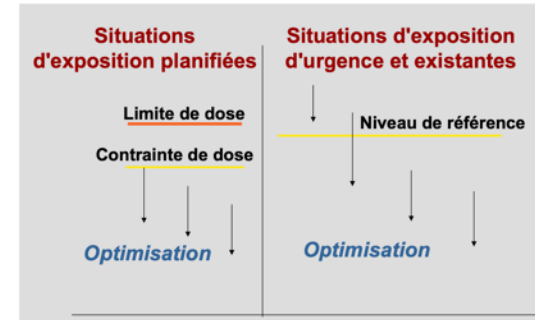 Situations
d'exposition planifiées
Limite de dose
Contrainte de dose
Optimisation
Situations d'exposition
d'urgence et existantes
Niveau de référence
Optimisation